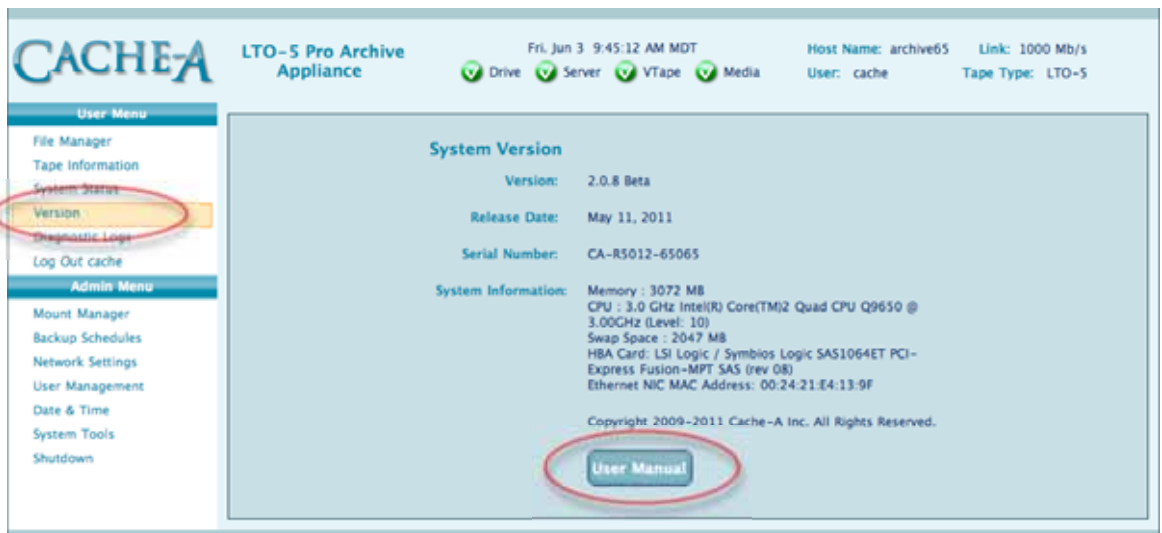 CACHE-A
LTO-5 Pro Archive
Appliance
Fri. Jun 3 9:45:12 AM MDT
Drive Server VTape Media
Host Name: archive65 Link: 1000 Mb/s
User: cache Tape Type: LTO-5
User Menu
File Manager
Tape Information
System Status
Version
Diagnostic Logs
Log Out cache
Admin Menu
Mount Manager
Backup Schedules
Network Settings
User Management
Date & Time
System Tools
Shutdown
System Version
Version: 2.0.8 Beta
Release Date: May 11, 2011
Serial Number: CA-R5012-65065
System Information: Memory : 3072 MB
CPU : 3.0 GHz Intel(R) Core(TM)2 Quad CPU Q9650 @
3.00GHz (Level: 10)
Swap Space : 2047 MB
HBA Card: LSI Logic / Symbios Logic SAS1064ET PCI-
Express Fusion-MPT SAS (rev 08)
Ethernet NIC MAC Address: 00:24:21:E4:13:9F
Copyright 2009-2011 Cache-A Inc. All Rights Reserved.
User Manual